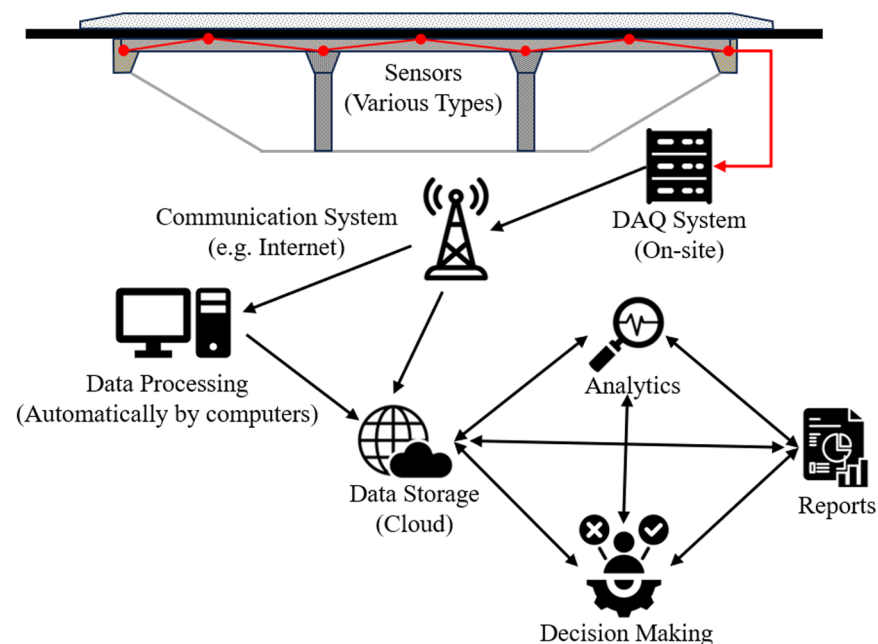 Sensors
(Various Types)
Communication System
(e.g. Internet)
DAQ System
(On-site)
Data Processing
(Automatically by computers)
Analytics
Data Storage
(Cloud)
Reports
Decision Making